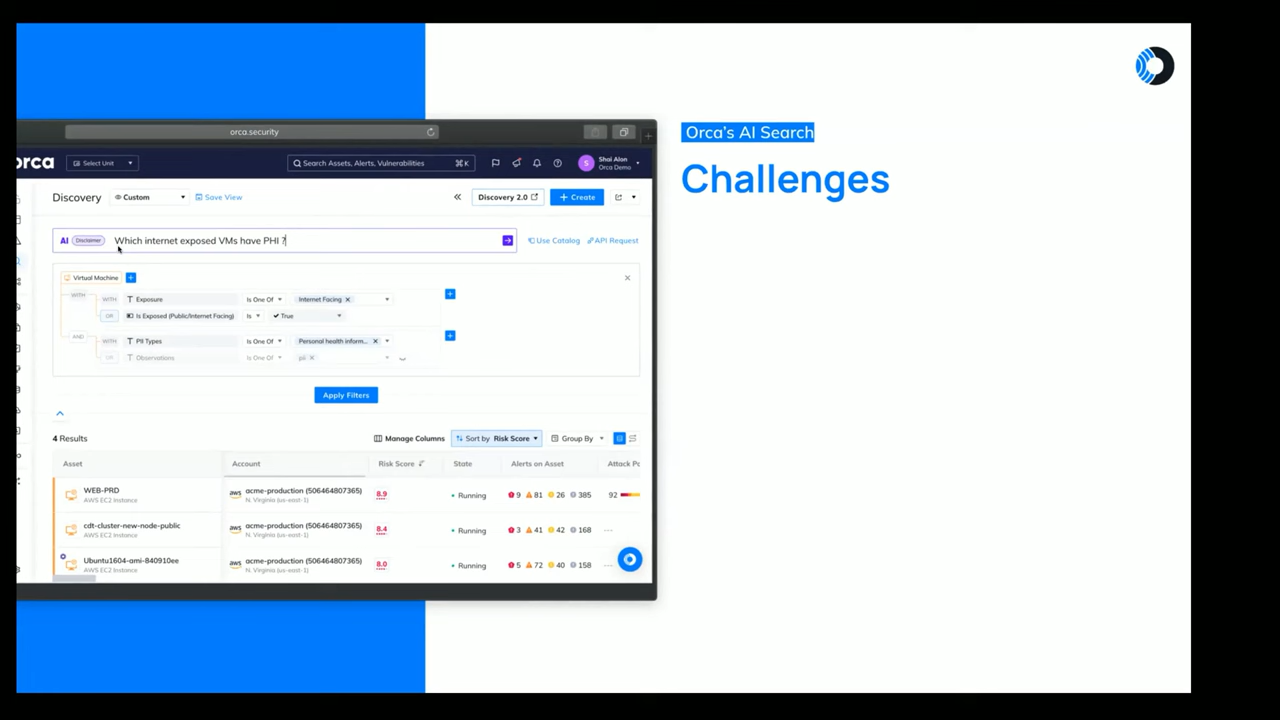 Orca's AI Search
Challenges
orca.security
orca
Select Unit
Search Assets, Alerts, Vulnerabilities
⌘K
S
Shai Alon
Orca Demo
Discovery
Custom
Save View
Discovery 2.0
+ Create
AI
Disclaimer
Which internet exposed VMs have PHI ?
Use Catalog
API Request
Virtual Machine
WITH
WITH
Exposure
Is One Of
Internet Facing
OR
Is Exposed (Public/Internet Facing)
Is
True
AND
WITH
PII Types
Is One Of
Personal health inform...
OR
Observations
Is One Of
pii
Apply Filters
4 Results
Manage Columns
Sort by Risk Score
Group By
Asset
Account
Risk Score
State
Alerts on Asset
Attack Pa
WEB-PRD
AWS EC2 Instance
aws
acme-production (506464807365)
N. Virginia (us-east-1)
8.9
Running
9 81 26 385
92
cdt-cluster-new-node-public
AWS EC2 Instance
aws
acme-production (506464807365)
N. Virginia (us-east-1)
8.4
Running
3 41 42 168
---
Ubuntu1604-ami-840910ee
AWS EC2 Instance
aws
acme-production (506464807365)
N. Virginia (us-east-1)
8.0
Running
5 72 40 158
---